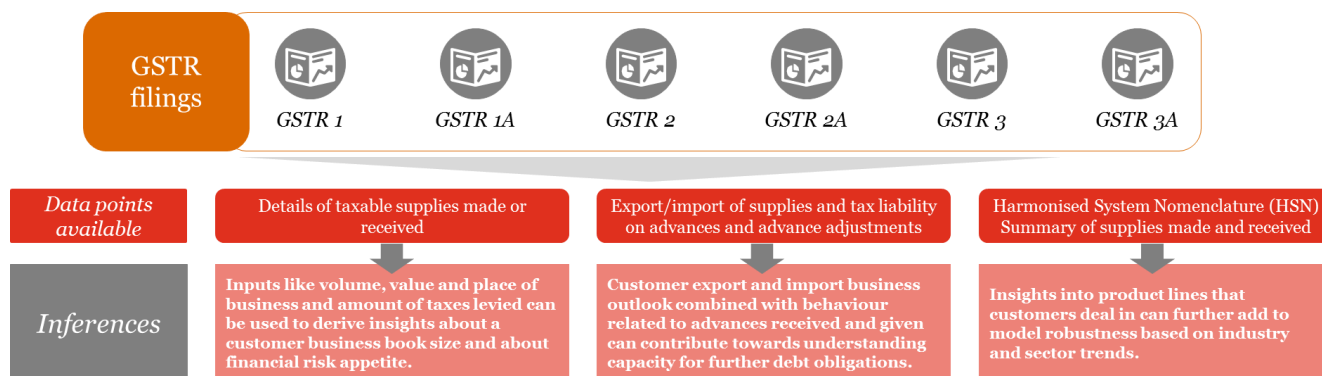 GSTR
filings
GSTR 1
GSTR 1A
GSTR 2
GSTR 2A
GSTR 3
GSTR 3A
Data points
available
Details of taxable supplies made or
received
Export/import of supplies and tax liability
on advances and advance adjustments
Harmonised System Nomenclature (HSN)
Summary of supplies made and received
Inferences
Inputs like volume, value and place of
business and amount of taxes levied can
be used to derive insights about a
customer business book size and about
financial risk appetite.
Customer export and import business
outlook combined with behaviour
related to advances received and given
can contribute towards understanding
capacity for further debt obligations.
Insights into product lines that
customers deal in can further add to
model robustness based on industry
and sector trends.